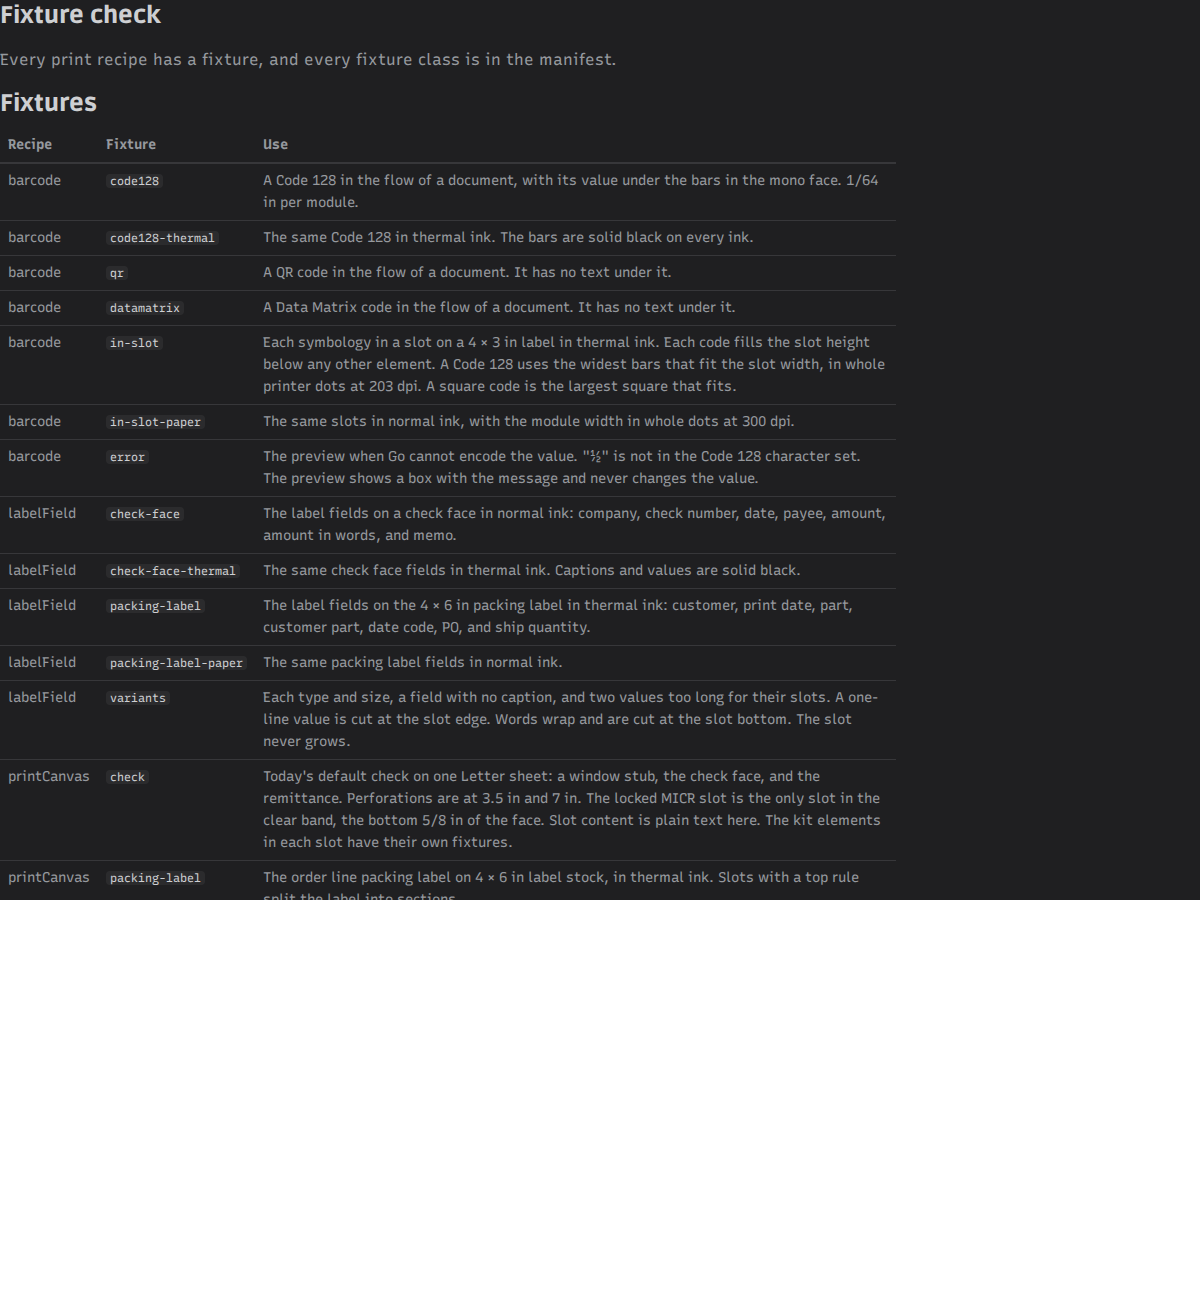 Fixture check
Every print recipe has a fixture, and every fixture class is in the manifest.
Fixtures
Recipe Fixture Use
barcode code128 A Code 128 in the flow of a document, with its value under the bars in the mono face. 1/64
in per module.
barcode code128-thermal The same Code 128 in thermal ink. The bars are solid black on every ink.
barcode qr A QR code in the flow of a document. It has no text under it.
barcode datamatrix A Data Matrix code in the flow of a document. It has no text under it.
barcode in-slot Each symbology in a slot on a 4 × 3 in label in thermal ink. Each code fills the slot height
below any other element. A Code 128 uses the widest bars that fit the slot width, in whole
printer dots at 203 dpi. A square code is the largest square that fits.
barcode in-slot-paper The same slots in normal ink, with the module width in whole dots at 300 dpi.
barcode error The preview when Go cannot encode the value. "½" is not in the Code 128 character set.
The preview shows a box with the message and never changes the value.
labelField check-face The label fields on a check face in normal ink: company, check number, date, payee, amount,
amount in words, and memo.
labelField check-face-thermal The same check face fields in thermal ink. Captions and values are solid black.
labelField packing-label The label fields on the 4 × 6 in packing label in thermal ink: customer, print date, part,
customer part, date code, PO, and ship quantity.
labelField packing-label-paper The same packing label fields in normal ink.
labelField variants Each type and size, a field with no caption, and two values too long for their slots. A one-
line value is cut at the slot edge. Words wrap and are cut at the slot bottom. The slot
never grows.
printCanvas check Today's default check on one Letter sheet: a window stub, the check face, and the
remittance. Perforations are at 3.5 in and 7 in. The locked MICR slot is the only slot in the
clear band, the bottom 5/8 in of the face. Slot content is plain text here. The kit elements
in each slot have their own fixtures.
printCanvas packing-label The order line packing label on 4 × 6 in label stock, in thermal ink. Slots with a top rule
split the label into sections.